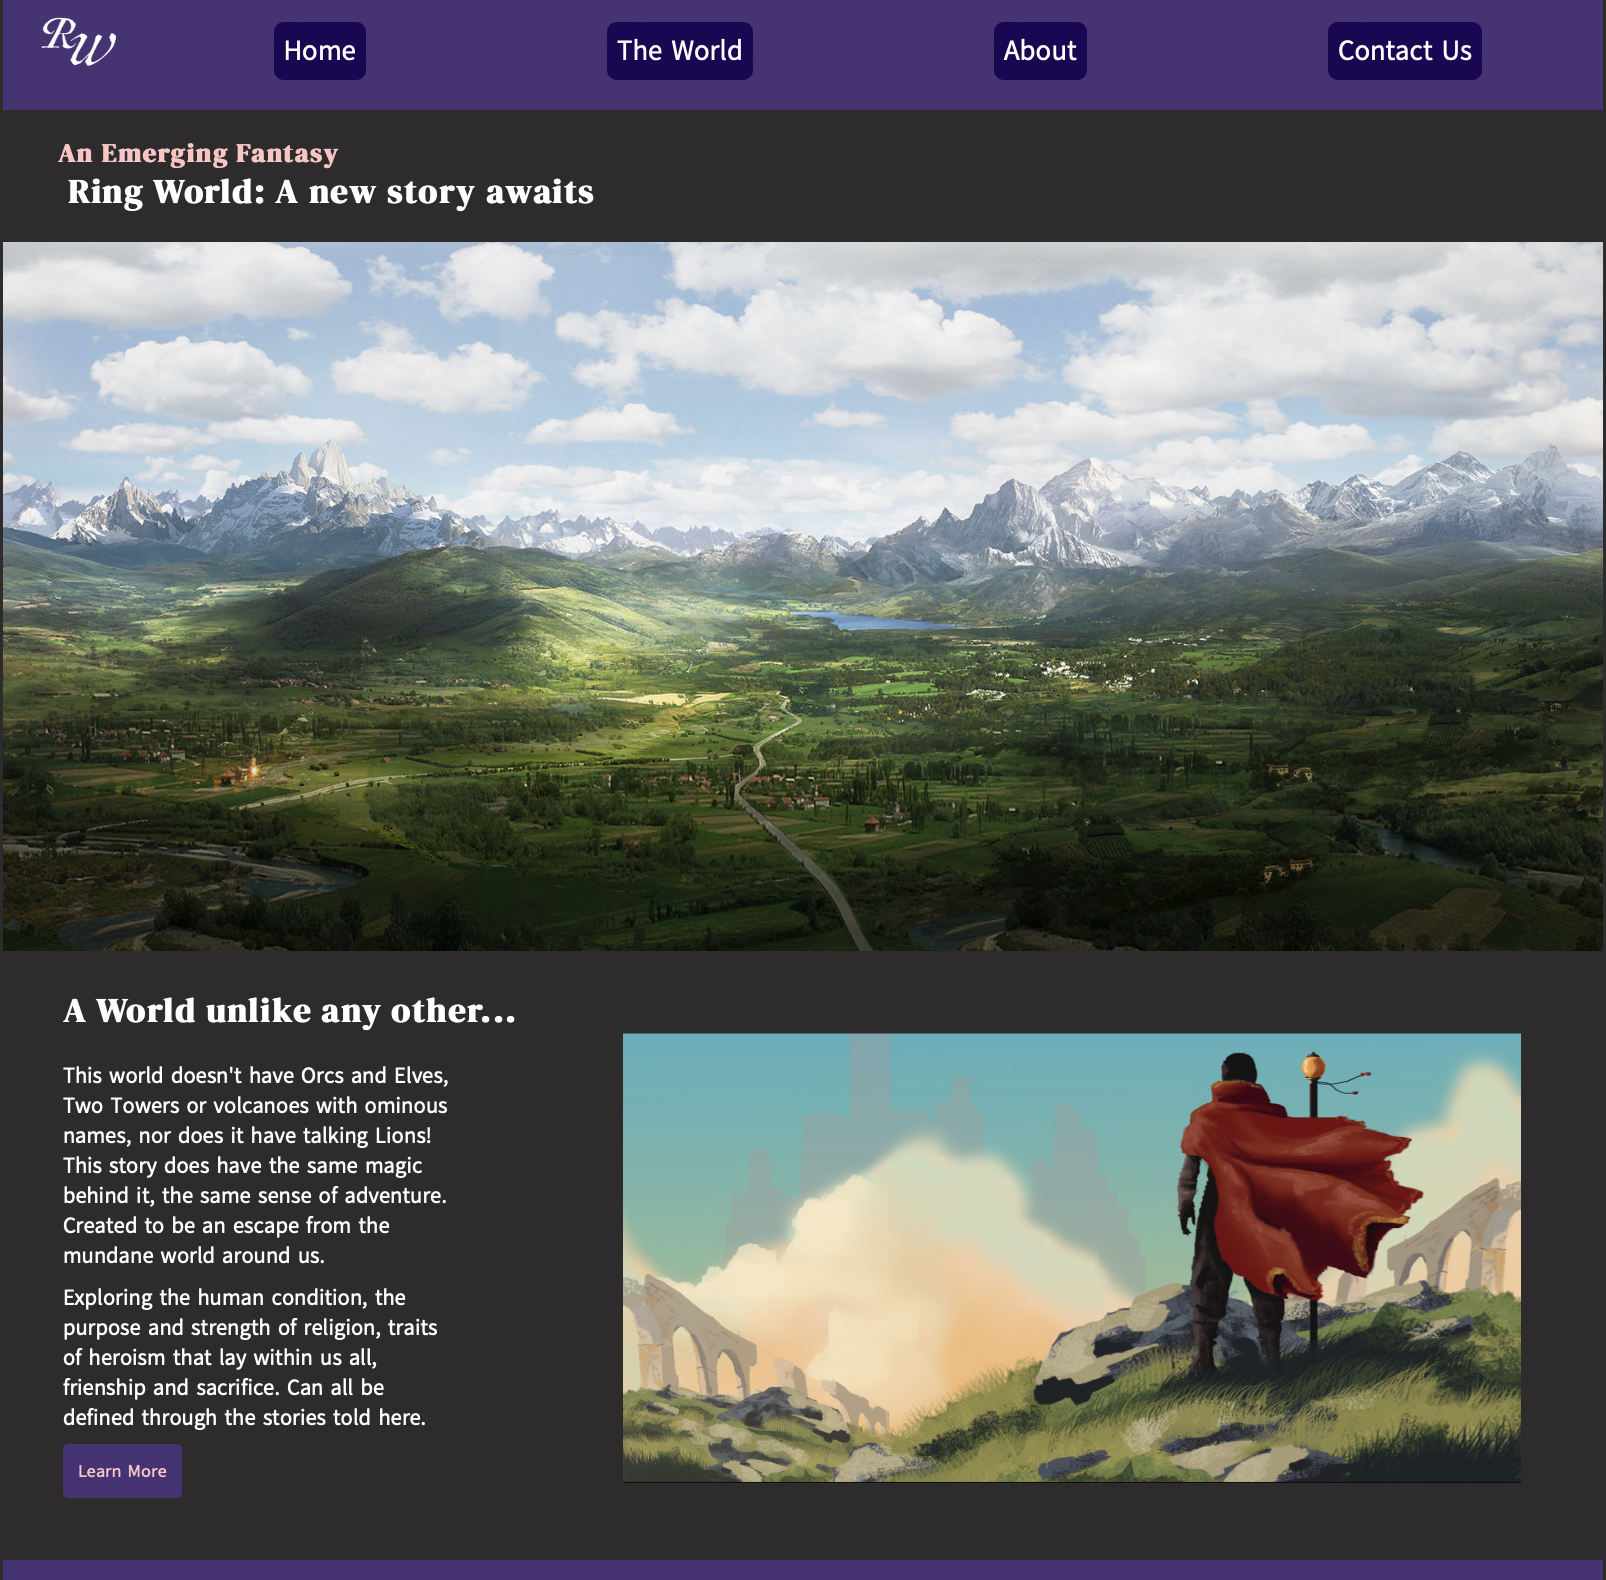 RW
Home
The World
About
Contact Us
An Emerging Fantasy
Ring World: A new story awaits
A World unlike any other...
This world doesn't have Orcs and Elves,
Two Towers or volcanoes with ominous
names, nor does it have talking Lions!
This story does have the same magic
behind it, the same sense of adventure.
Created to be an escape from the
mundane world around us.
Exploring the human condition, the
purpose and strength of religion, traits
of heroism that lay within us all,
frienship and sacrifice. Can all be
defined through the stories told here.
Learn More